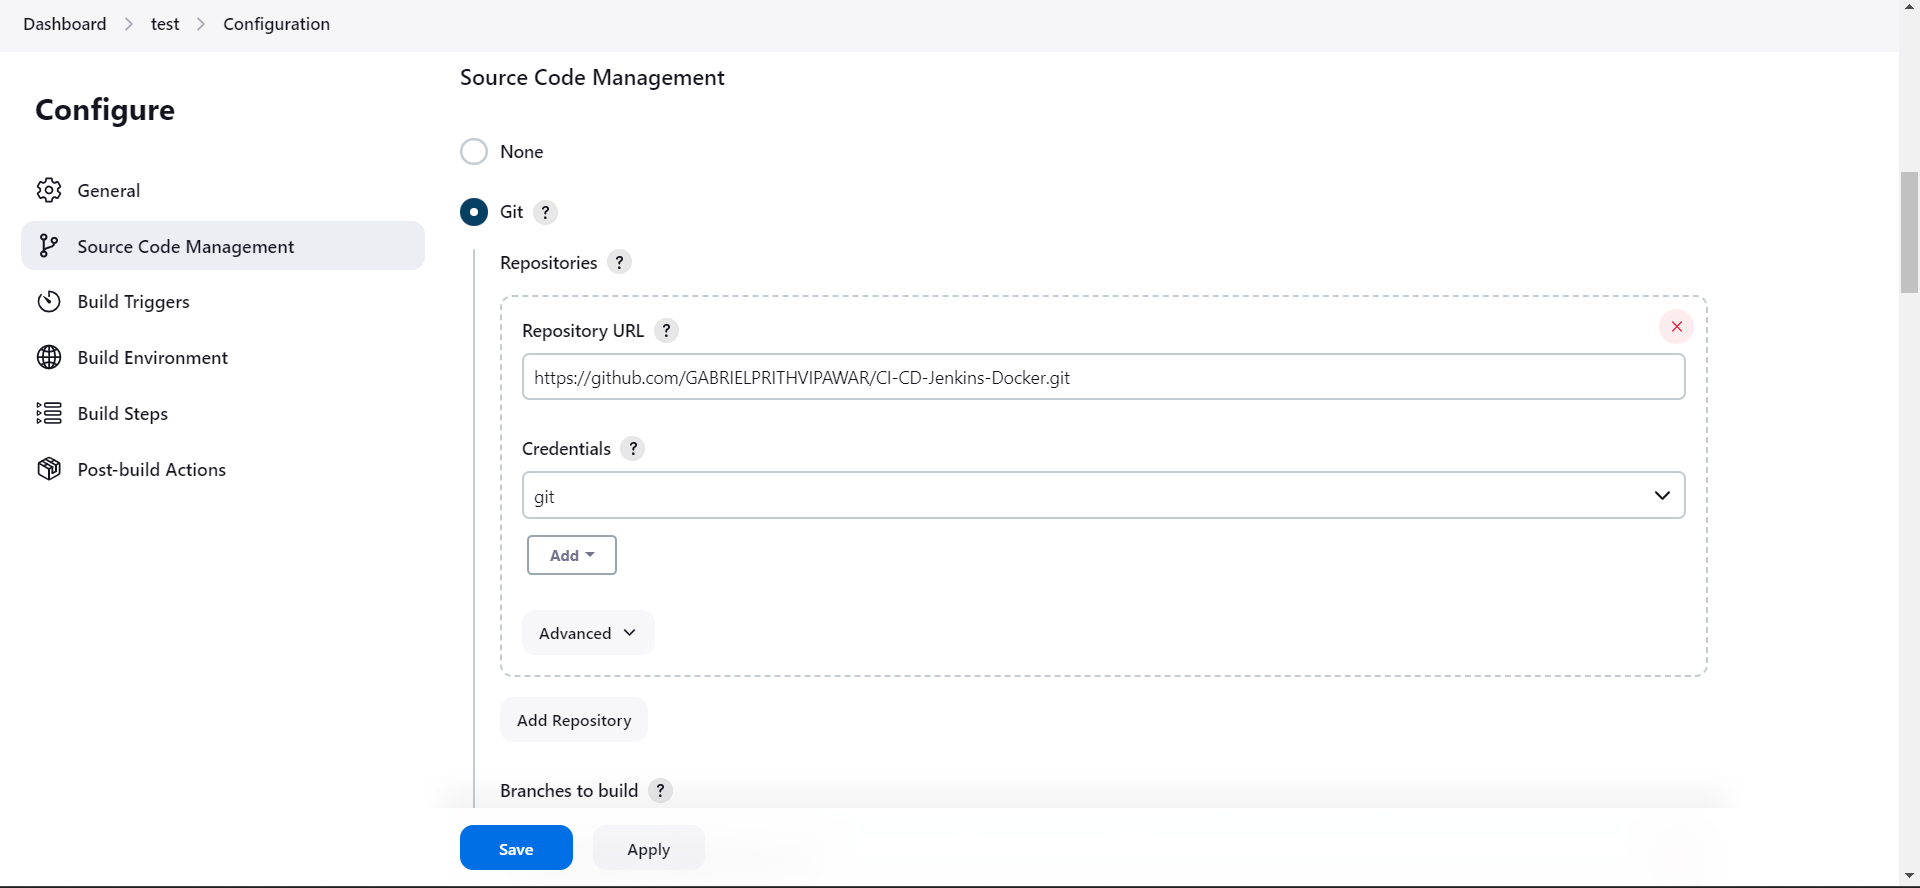 Dashboard > test > Configuration
Configure
General
Source Code Management
Build Triggers
Build Environment
Build Steps
Post-build Actions
Source Code Management
None
Git ?
Repositories ?
Repository URL ?
https://github.com/GABRIELPRITHVIPAWAR/CI-CD-Jenkins-Docker.git
Credentials ?
git
Add
Advanced
Add Repository
Branches to build ?
Save Apply